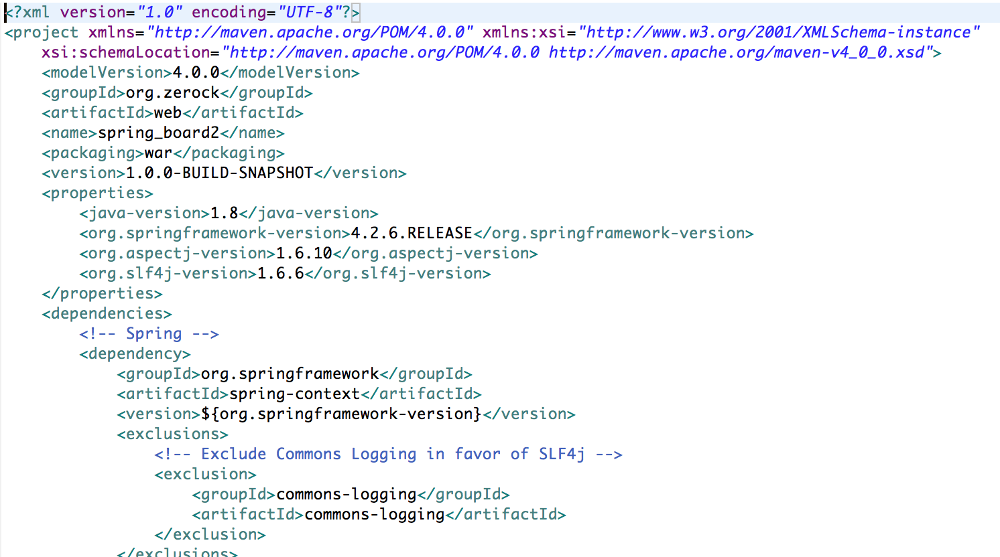 <?xml version="1.0" encoding="UTF-8"?>
<project xmlns="http://maven.apache.org/POM/4.0.0" xmlns:xsi="http://www.w3.org/2001/XMLSchema-instance"
    xsi:schemaLocation="http://maven.apache.org/POM/4.0.0 http://maven.apache.org/maven-v4_0_0.xsd">
    <modelVersion>4.0.0</modelVersion>
    <groupId>org.zerock</groupId>
    <artifactId>web</artifactId>
    <name>spring_board2</name>
    <packaging>war</packaging>
    <version>1.0.0-BUILD-SNAPSHOT</version>
    <properties>
        <java-version>1.8</java-version>
        <org.springframework-version>4.2.6.RELEASE</org.springframework-version>
        <org.aspectj-version>1.6.10</org.aspectj-version>
        <org.slf4j-version>1.6.6</org.slf4j-version>
    </properties>
    <dependencies>
        <!-- Spring -->
        <dependency>
            <groupId>org.springframework</groupId>
            <artifactId>spring-context</artifactId>
            <version>${org.springframework-version}</version>
            <exclusions>
                <!-- Exclude Commons Logging in favor of SLF4j -->
                <exclusion>
                    <groupId>commons-logging</groupId>
                    <artifactId>commons-logging</artifactId>
                </exclusion>
            </exclusions>